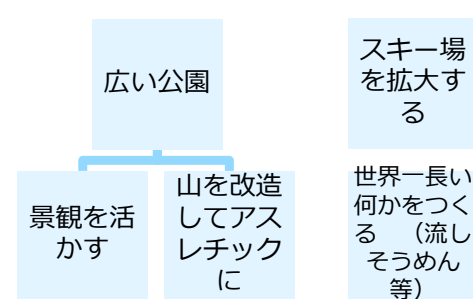 広い公園
スキー場
を拡大す
る
景観を活
かす
山を改造
してアス
レチック
に
世界一長い
何かをつく
る　（流し
そうめん
等）